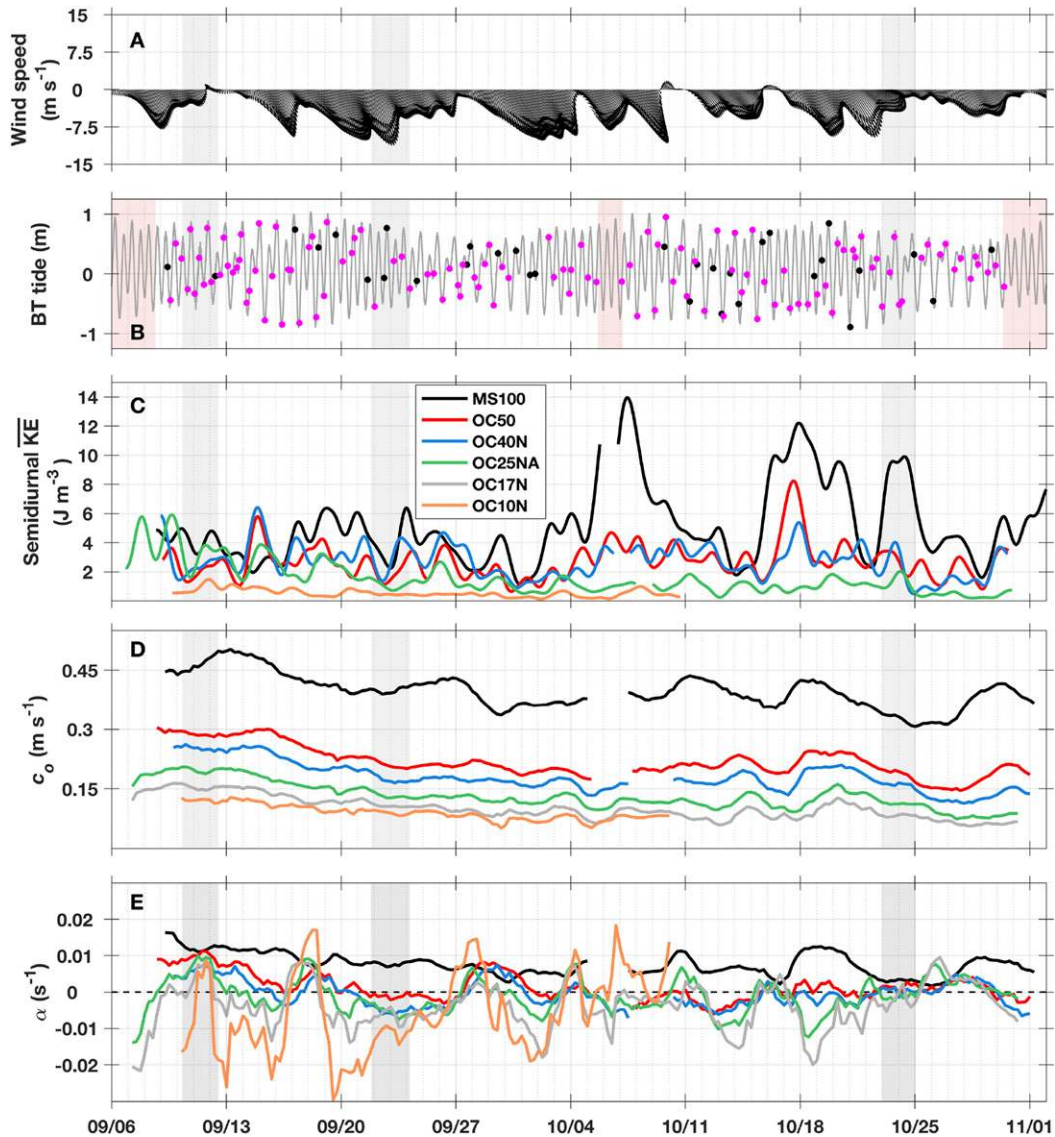 A
15
7.5
0
-7.5
-15
Wind speed
(m s⁻¹)
B
1
0
-1
BT tide (m)
C
14
12
10
8
6
4
2
Semidiurnal K̅E̅
(J m⁻³)
MS100
OC50
OC40N
OC25NA
OC17N
OC10N
D
0.45
0.3
0.15
cₒ (m s⁻¹)
E
0.02
0.01
0
-0.01
-0.02
α (s⁻¹)
09/06 09/13 09/20 09/27 10/04 10/11 10/18 10/25 11/01